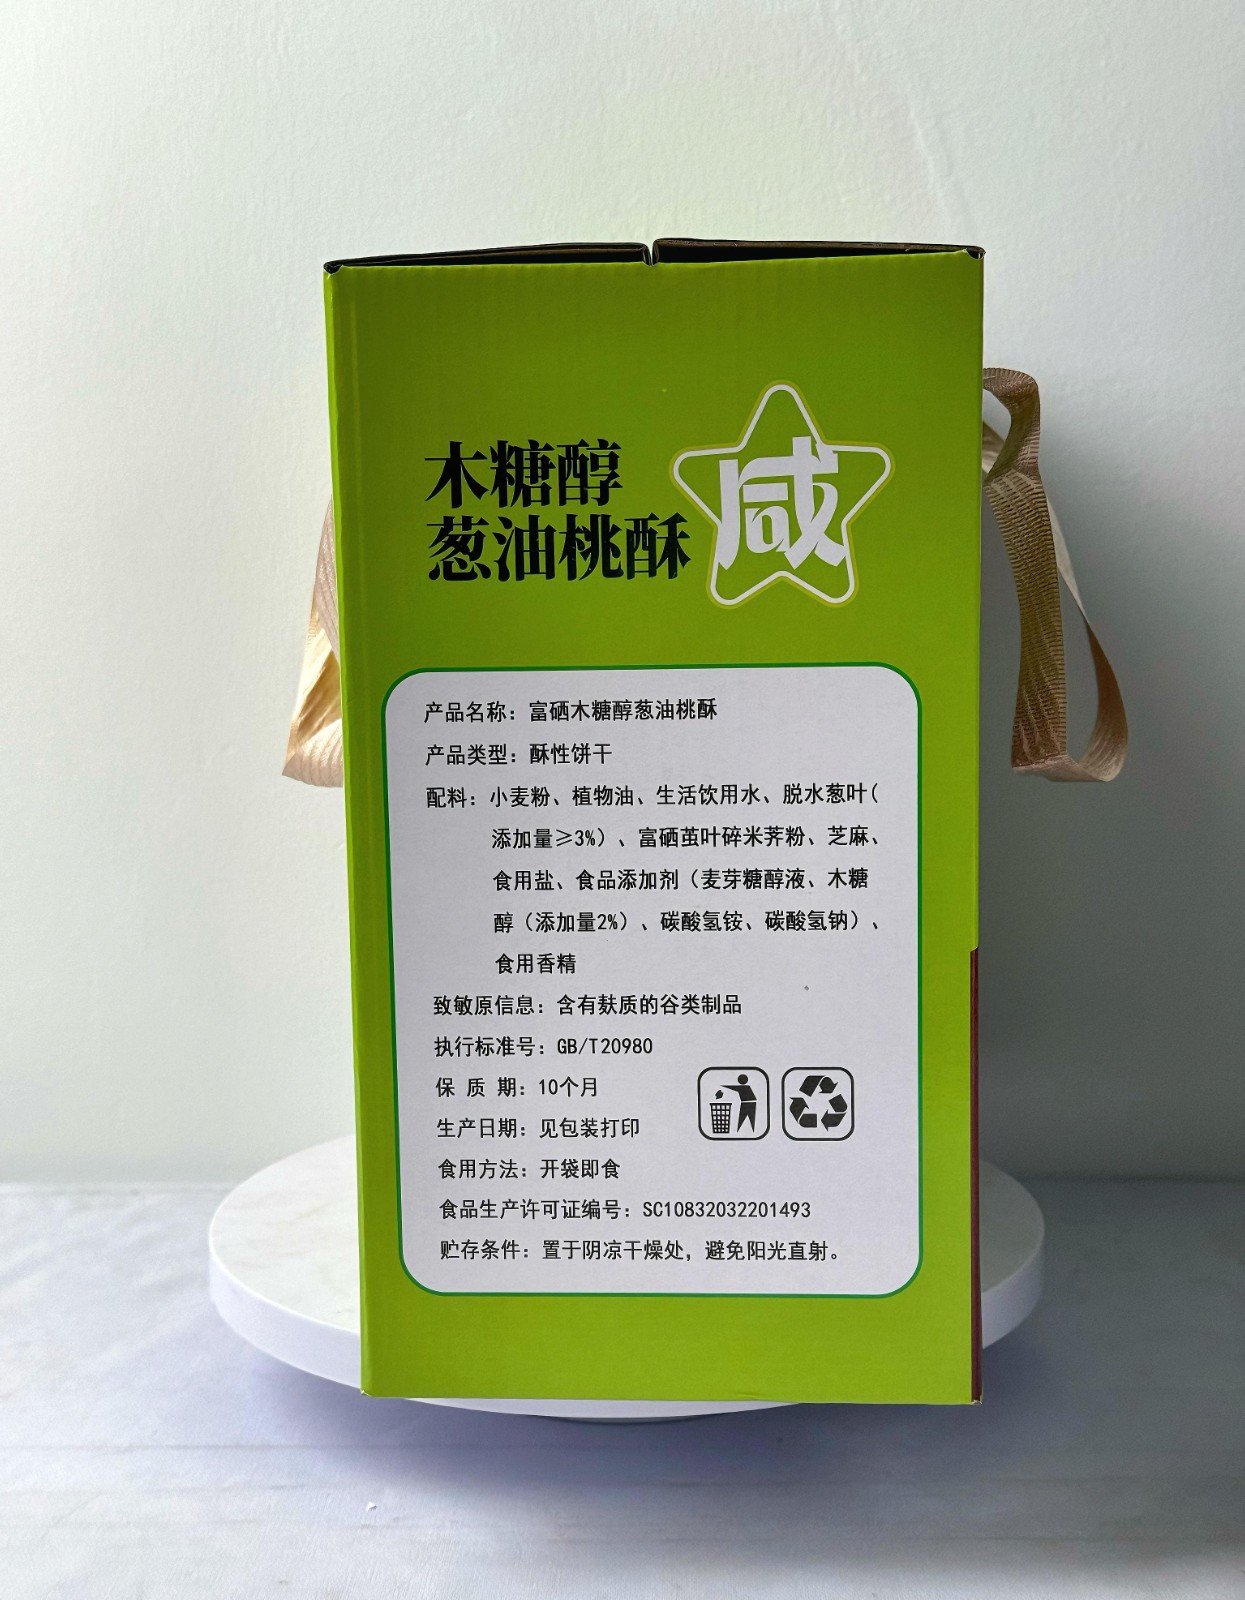 木糖醇
葱油桃酥
咸
产品名称：富硒木糖醇葱油桃酥
产品类型：酥性饼干
配料：小麦粉、植物油、生活饮用水、脱水葱叶(
添加量≥3%）、富硒茧叶碎米荠粉、芝麻、
食用盐、食品添加剂（麦芽糖醇液、木糖
醇（添加量2%）、碳酸氢铵、碳酸氢钠）、
食用香精
致敏原信息：含有麸质的谷类制品
执行标准号：GB/T20980
保 质 期：10个月
生产日期：见包装打印
食用方法：开袋即食
食品生产许可证编号：SC10832032201493
贮存条件：置于阴凉干燥处，避免阳光直射。